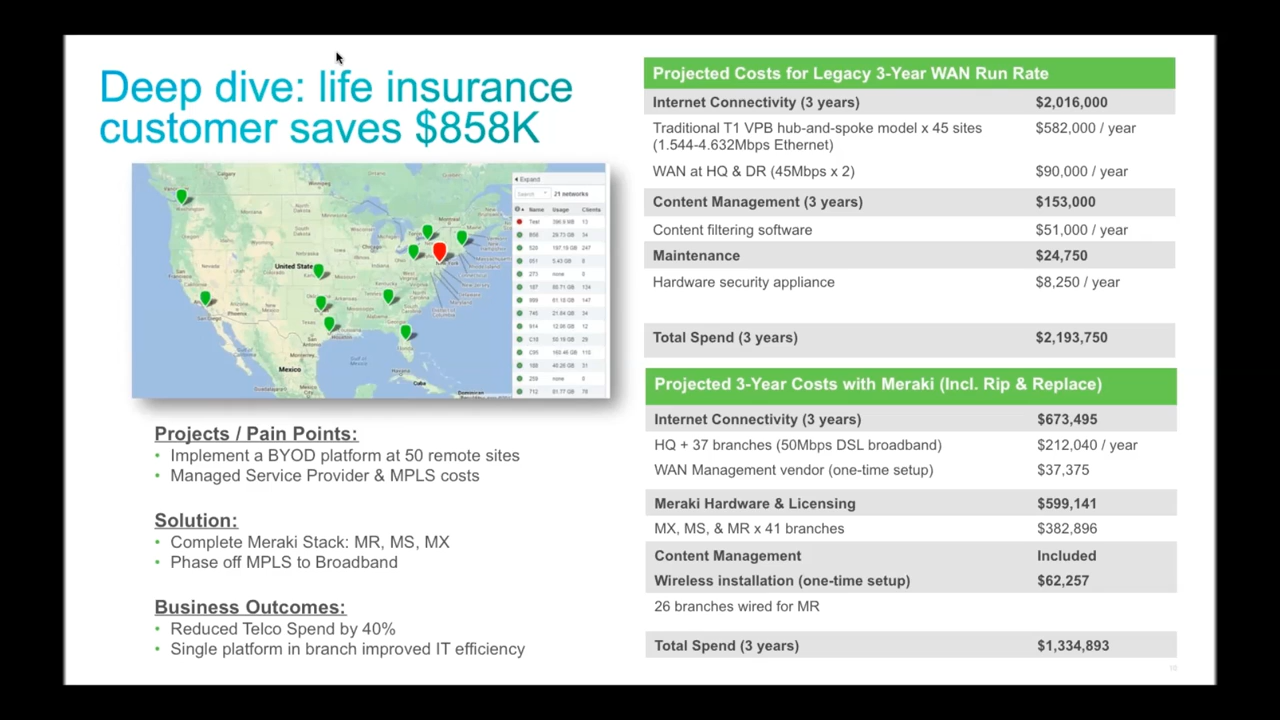 Deep dive: life insurance
customer saves $858K
Projects / Pain Points:
• Implement a BYOD platform at 50 remote sites
• Managed Service Provider & MPLS costs
Solution:
• Complete Meraki Stack: MR, MS, MX
• Phase off MPLS to Broadband
Business Outcomes:
• Reduced Telco Spend by 40%
• Single platform in branch improved IT efficiency
Expand
Search
21 networks
Name Usage Clients
United State
Mexico
Cuba
Projected Costs for Legacy 3-Year WAN Run Rate
Internet Connectivity (3 years) $2,016,000
Traditional T1 VPB hub-and-spoke model x 45 sites $582,000 / year
(1.544-4.632Mbps Ethernet)
WAN at HQ & DR (45Mbps x 2) $90,000 / year
Content Management (3 years) $153,000
Content filtering software $51,000 / year
Maintenance $24,750
Hardware security appliance $8,250 / year
Total Spend (3 years) $2,193,750
Projected 3-Year Costs with Meraki (Incl. Rip & Replace)
Internet Connectivity (3 years) $673,495
HQ + 37 branches (50Mbps DSL broadband) $212,040 / year
WAN Management vendor (one-time setup) $37,375
Meraki Hardware & Licensing $599,141
MX, MS, & MR x 41 branches $382,896
Content Management Included
Wireless installation (one-time setup) $62,257
26 branches wired for MR
Total Spend (3 years) $1,334,893